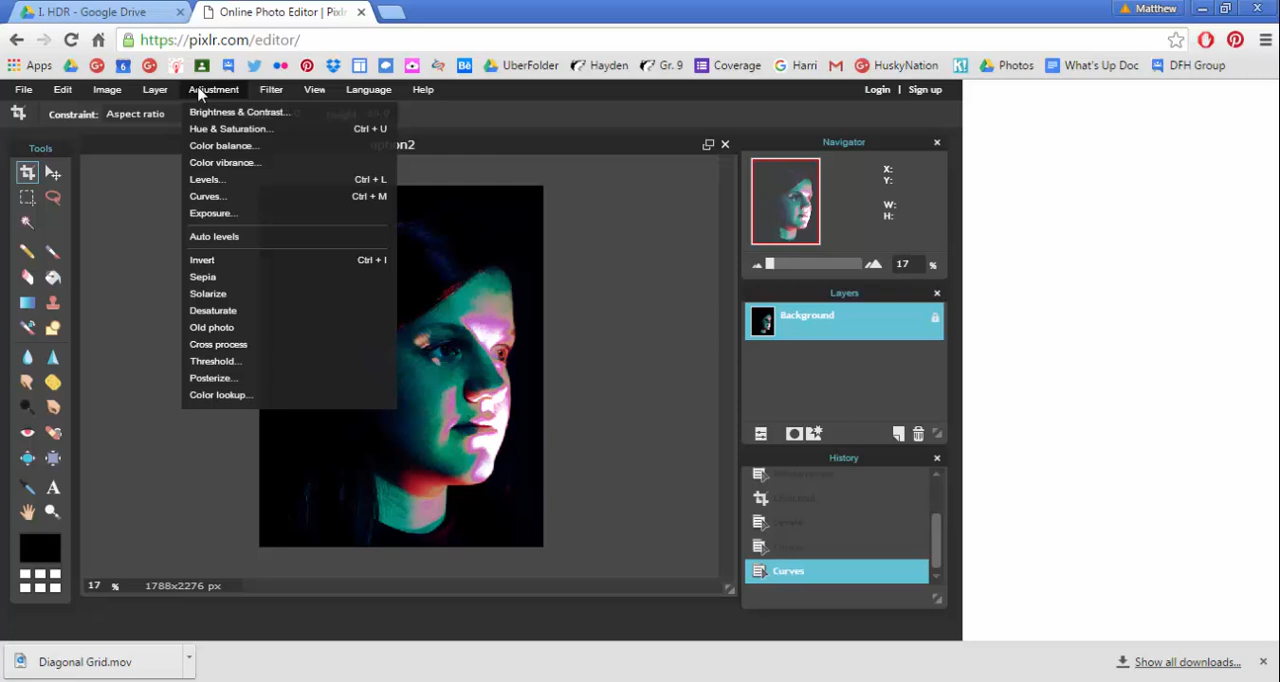 I. HDR - Google Drive
Online Photo Editor | Pixlr
Matthew
https://pixlr.com/editor/
Apps
UberFolder
Hayden
Gr. 9
Coverage
Harri
HuskyNation
Photos
What's Up Doc
DFH Group
File Edit Image Layer Adjustment Filter View Language Help
Login Sign up
Constraint: Aspect ratio
Brightness & Contrast...
Hue & Saturation... Ctrl + U
Color balance...
Color vibrance...
Levels... Ctrl + L
Curves... Ctrl + M
Exposure...
Auto levels
Invert Ctrl + I
Sepia
Solarize
Desaturate
Old photo
Cross process
Threshold...
Posterize...
Color lookup...
Tools
Navigator
X:
Y:
W:
H:
17 %
Layers
Background
History
Curves
17 % 1788x2276 px
Diagonal Grid.mov
Show all downloads...